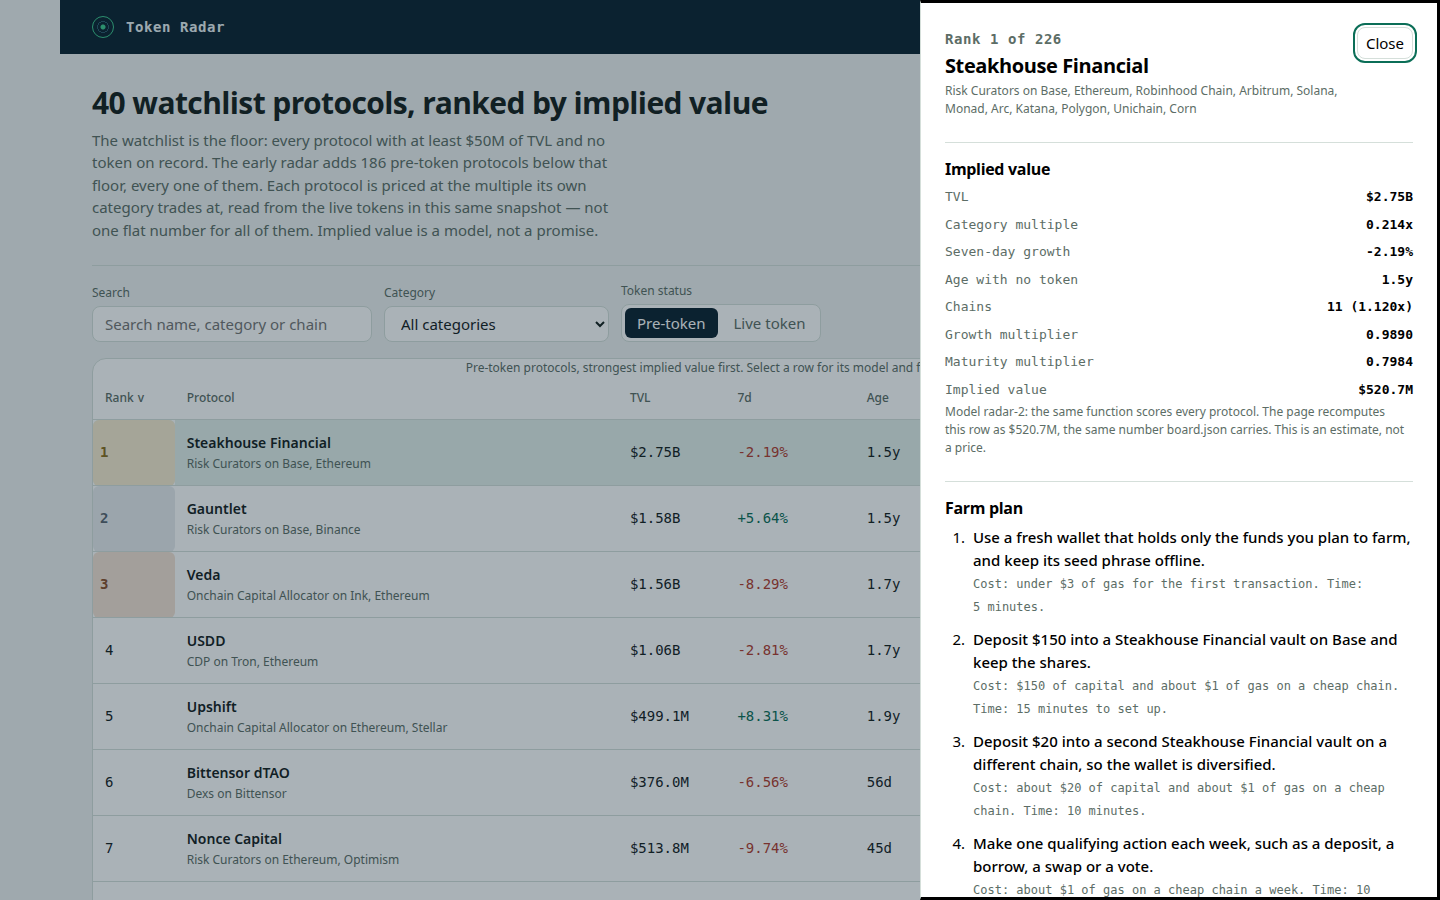 Token Radar
40 watchlist protocols, ranked by implied value
The watchlist is the floor: every protocol with at least $50M of TVL and no
token on record. The early radar adds 186 pre-token protocols below that
floor, every one of them. Each protocol is priced at the multiple its own
category trades at, read from the live tokens in this same snapshot — not
one flat number for all of them. Implied value is a model, not a promise.
Search
Category
Token status
Search name, category or chain
All categories
Pre-token
Live token
Pre-token protocols, strongest implied value first. Select a row for its model and f
Rank v Protocol TVL 7d Age
1 Steakhouse Financial $2.75B -2.19% 1.5y
Risk Curators on Base, Ethereum
2 Gauntlet $1.58B +5.64% 1.5y
Risk Curators on Base, Binance
3 Veda $1.56B -8.29% 1.7y
Onchain Capital Allocator on Ink, Ethereum
4 USDD $1.06B -2.81% 1.7y
CDP on Tron, Ethereum
5 Upshift $499.1M +8.31% 1.9y
Onchain Capital Allocator on Ethereum, Stellar
6 Bittensor dTAO $376.0M -6.56% 56d
Dexs on Bittensor
7 Nonce Capital $513.8M -9.74% 45d
Risk Curators on Ethereum, Optimism
Rank 1 of 226
Close
Steakhouse Financial
Risk Curators on Base, Ethereum, Robinhood Chain, Arbitrum, Solana,
Monad, Arc, Katana, Polygon, Unichain, Corn
Implied value
TVL $2.75B
Category multiple 0.214x
Seven-day growth -2.19%
Age with no token 1.5y
Chains 11 (1.120x)
Growth multiplier 0.9890
Maturity multiplier 0.7984
Implied value $520.7M
Model radar-2: the same function scores every protocol. The page recomputes
this row as $520.7M, the same number board.json carries. This is an estimate, not
a price.
Farm plan
1. Use a fresh wallet that holds only the funds you plan to farm,
and keep its seed phrase offline.
Cost: under $3 of gas for the first transaction. Time:
5 minutes.
2. Deposit $150 into a Steakhouse Financial vault on Base and
keep the shares.
Cost: $150 of capital and about $1 of gas on a cheap chain.
Time: 15 minutes to set up.
3. Deposit $20 into a second Steakhouse Financial vault on a
different chain, so the wallet is diversified.
Cost: about $20 of capital and about $1 of gas on a cheap
chain. Time: 10 minutes.
4. Make one qualifying action each week, such as a deposit, a
borrow, a swap or a vote.
Cost: about $1 of gas on a cheap chain a week. Time: 10